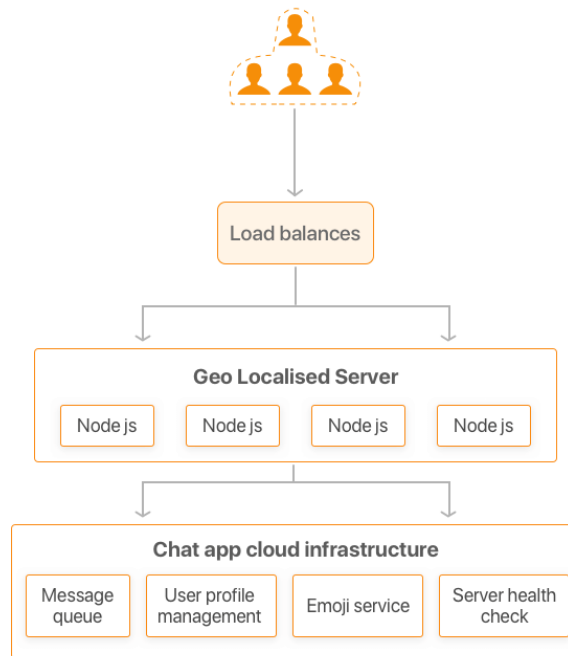 Load balances
Geo Localised Server
Node js
Node js
Node js
Node js
Chat app cloud infrastructure
Message
queue
User profile
management
Emoji service
Server health
check